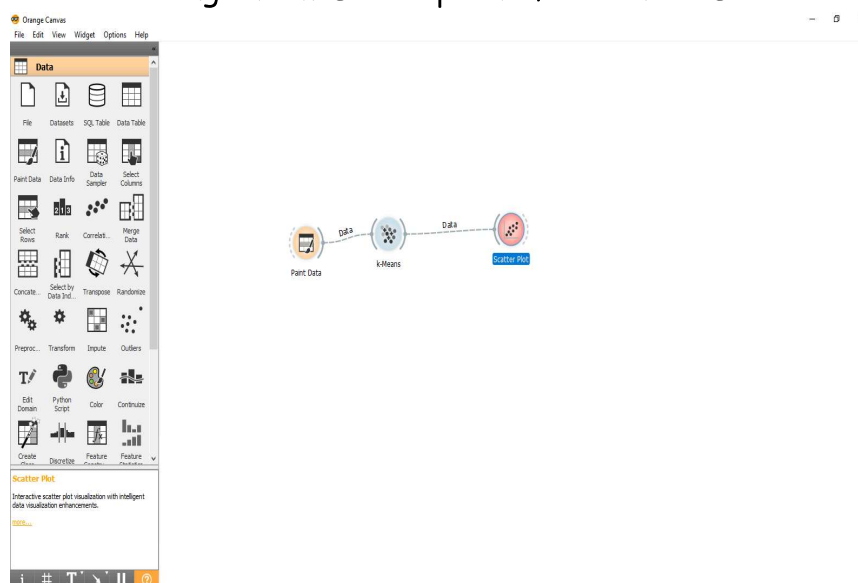 Orange Canvas
File Edit View Widget Options Help
Data
File Datasets SQL Table Data Table
Paint Data Data Info Data Sampler Select Columns
Select Rows Rank Correlati... Merge Data
Concate... Select by Data Ind... Transpose Randomize
Preproc... Transform Impute Outliers
Edit Domain Python Script Color Continuize
Create Discretize Feature Feature
Scatter Plot
Interactive scatter plot visualization with intelligent
data visualization enhancements.
more...
Data
Data
Paint Data
k-Means
Scatter Plot